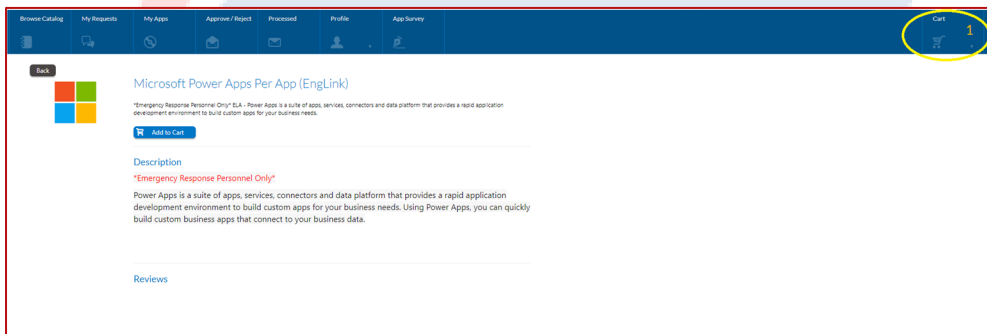 Browse Catalog My Requests My Apps Approve / Reject Processed Profile App Survey Cart
1
Back
Microsoft Power Apps Per App (EngLink)
*Emergency Response Personnel Only* ELA - Power Apps is a suite of apps, services, connectors and data platform that provides a rapid application
development environment to build custom apps for your business needs.
Add to Cart
Description
*Emergency Response Personnel Only*
Power Apps is a suite of apps, services, connectors and data platform that provides a rapid application
development environment to build custom apps for your business needs. Using Power Apps, you can quickly
build custom business apps that connect to your business data.
Reviews